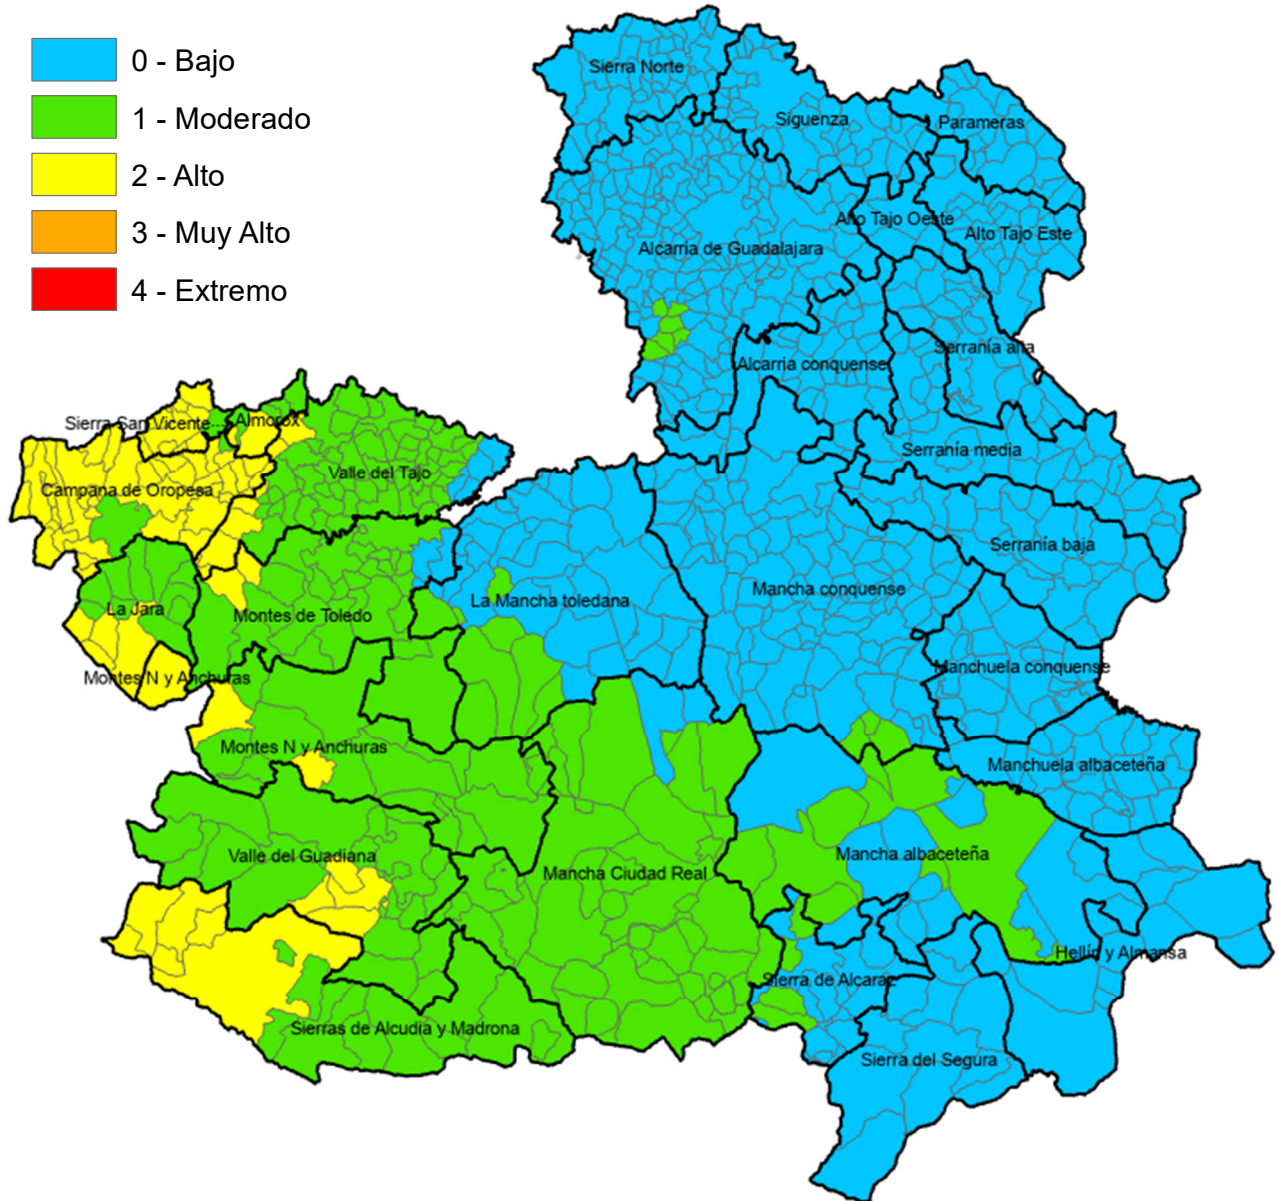 0 - Bajo
1 - Moderado
2 - Alto
3 - Muy Alto
4 - Extremo
Sierra Norte
Siguenza
Parameras
Alto Tajo Oeste
Alto Tajo Este
Alcarria de Guadalajara
Serranía alta
Alcarria conquense
Sierra San Vicente...
Almorox
Serranía media
Valle del Tajo
Campana de Oropesa
Serranía baja
Mancha conquense
La Mancha toledana
La Jara
Montes de Toledo
Manchuela conquense
Montes N y Anchuras
Montes N y Anchuras
Manchuela albaceteña
Valle del Guadiana
Mancha albaceteña
Mancha Ciudad Real
Hellín y Almansa
Sierra de Alcaraz
Sierras de Alcudia y Madrona
Sierra del Segura